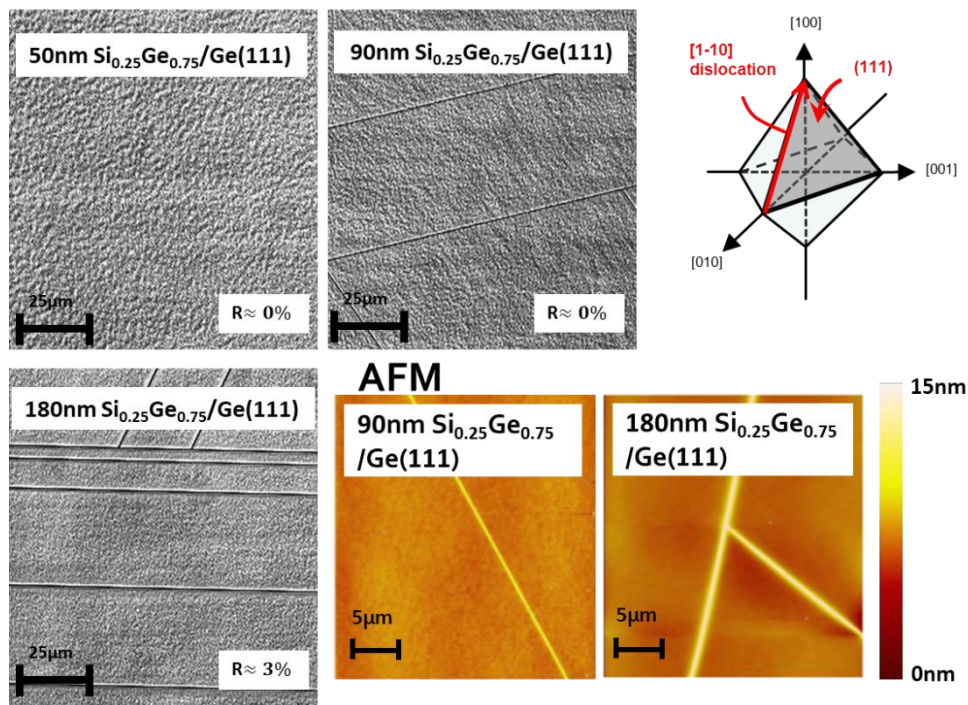 50nm Si0.25Ge0.75/Ge(111)
25μm
R≈ 0%
90nm Si0.25Ge0.75/Ge(111)
25μm
R≈ 0%
[100]
[1-10]
dislocation
(111)
[001]
[010]
180nm Si0.25Ge0.75/Ge(111)
25μm
R≈ 3%
AFM
90nm Si0.25Ge0.75
/Ge(111)
5μm
180nm Si0.25Ge0.75
/Ge(111)
5μm
15nm
0nm